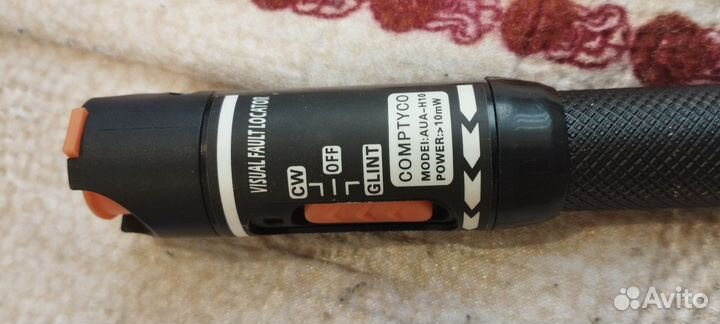 VISUAL FAULT LOCATOR
CW
OFF
GLINT
COMPTYCO
MODEl:AUA-H10
POWER:>10mW
Avito